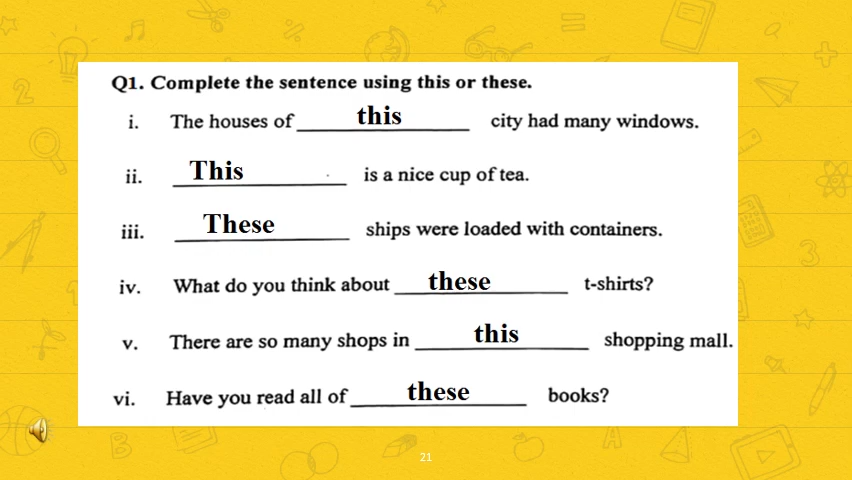 Q1. Complete the sentence using this or these.
i. The houses of this city had many windows.
ii. This is a nice cup of tea.
iii. These ships were loaded with containers.
iv. What do you think about these t-shirts?
v. There are so many shops in this shopping mall.
vi. Have you read all of these books?
21